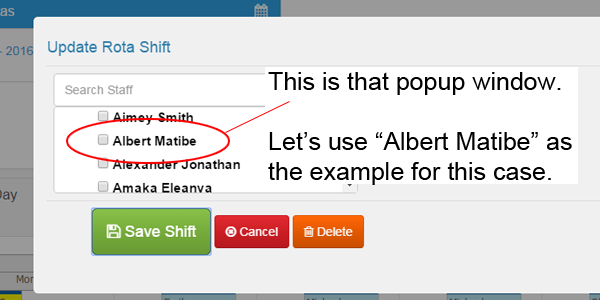 as
Update Rota Shift
- 2016
Search Staff
This is that popup window.
Aimey Smith
Albert Matibe
Let's use “Albert Matibe” as
Alexander Jonathan
the example for this case.
Amaka Eleanya
Day
Save Shift
Cancel
Delete
Mon